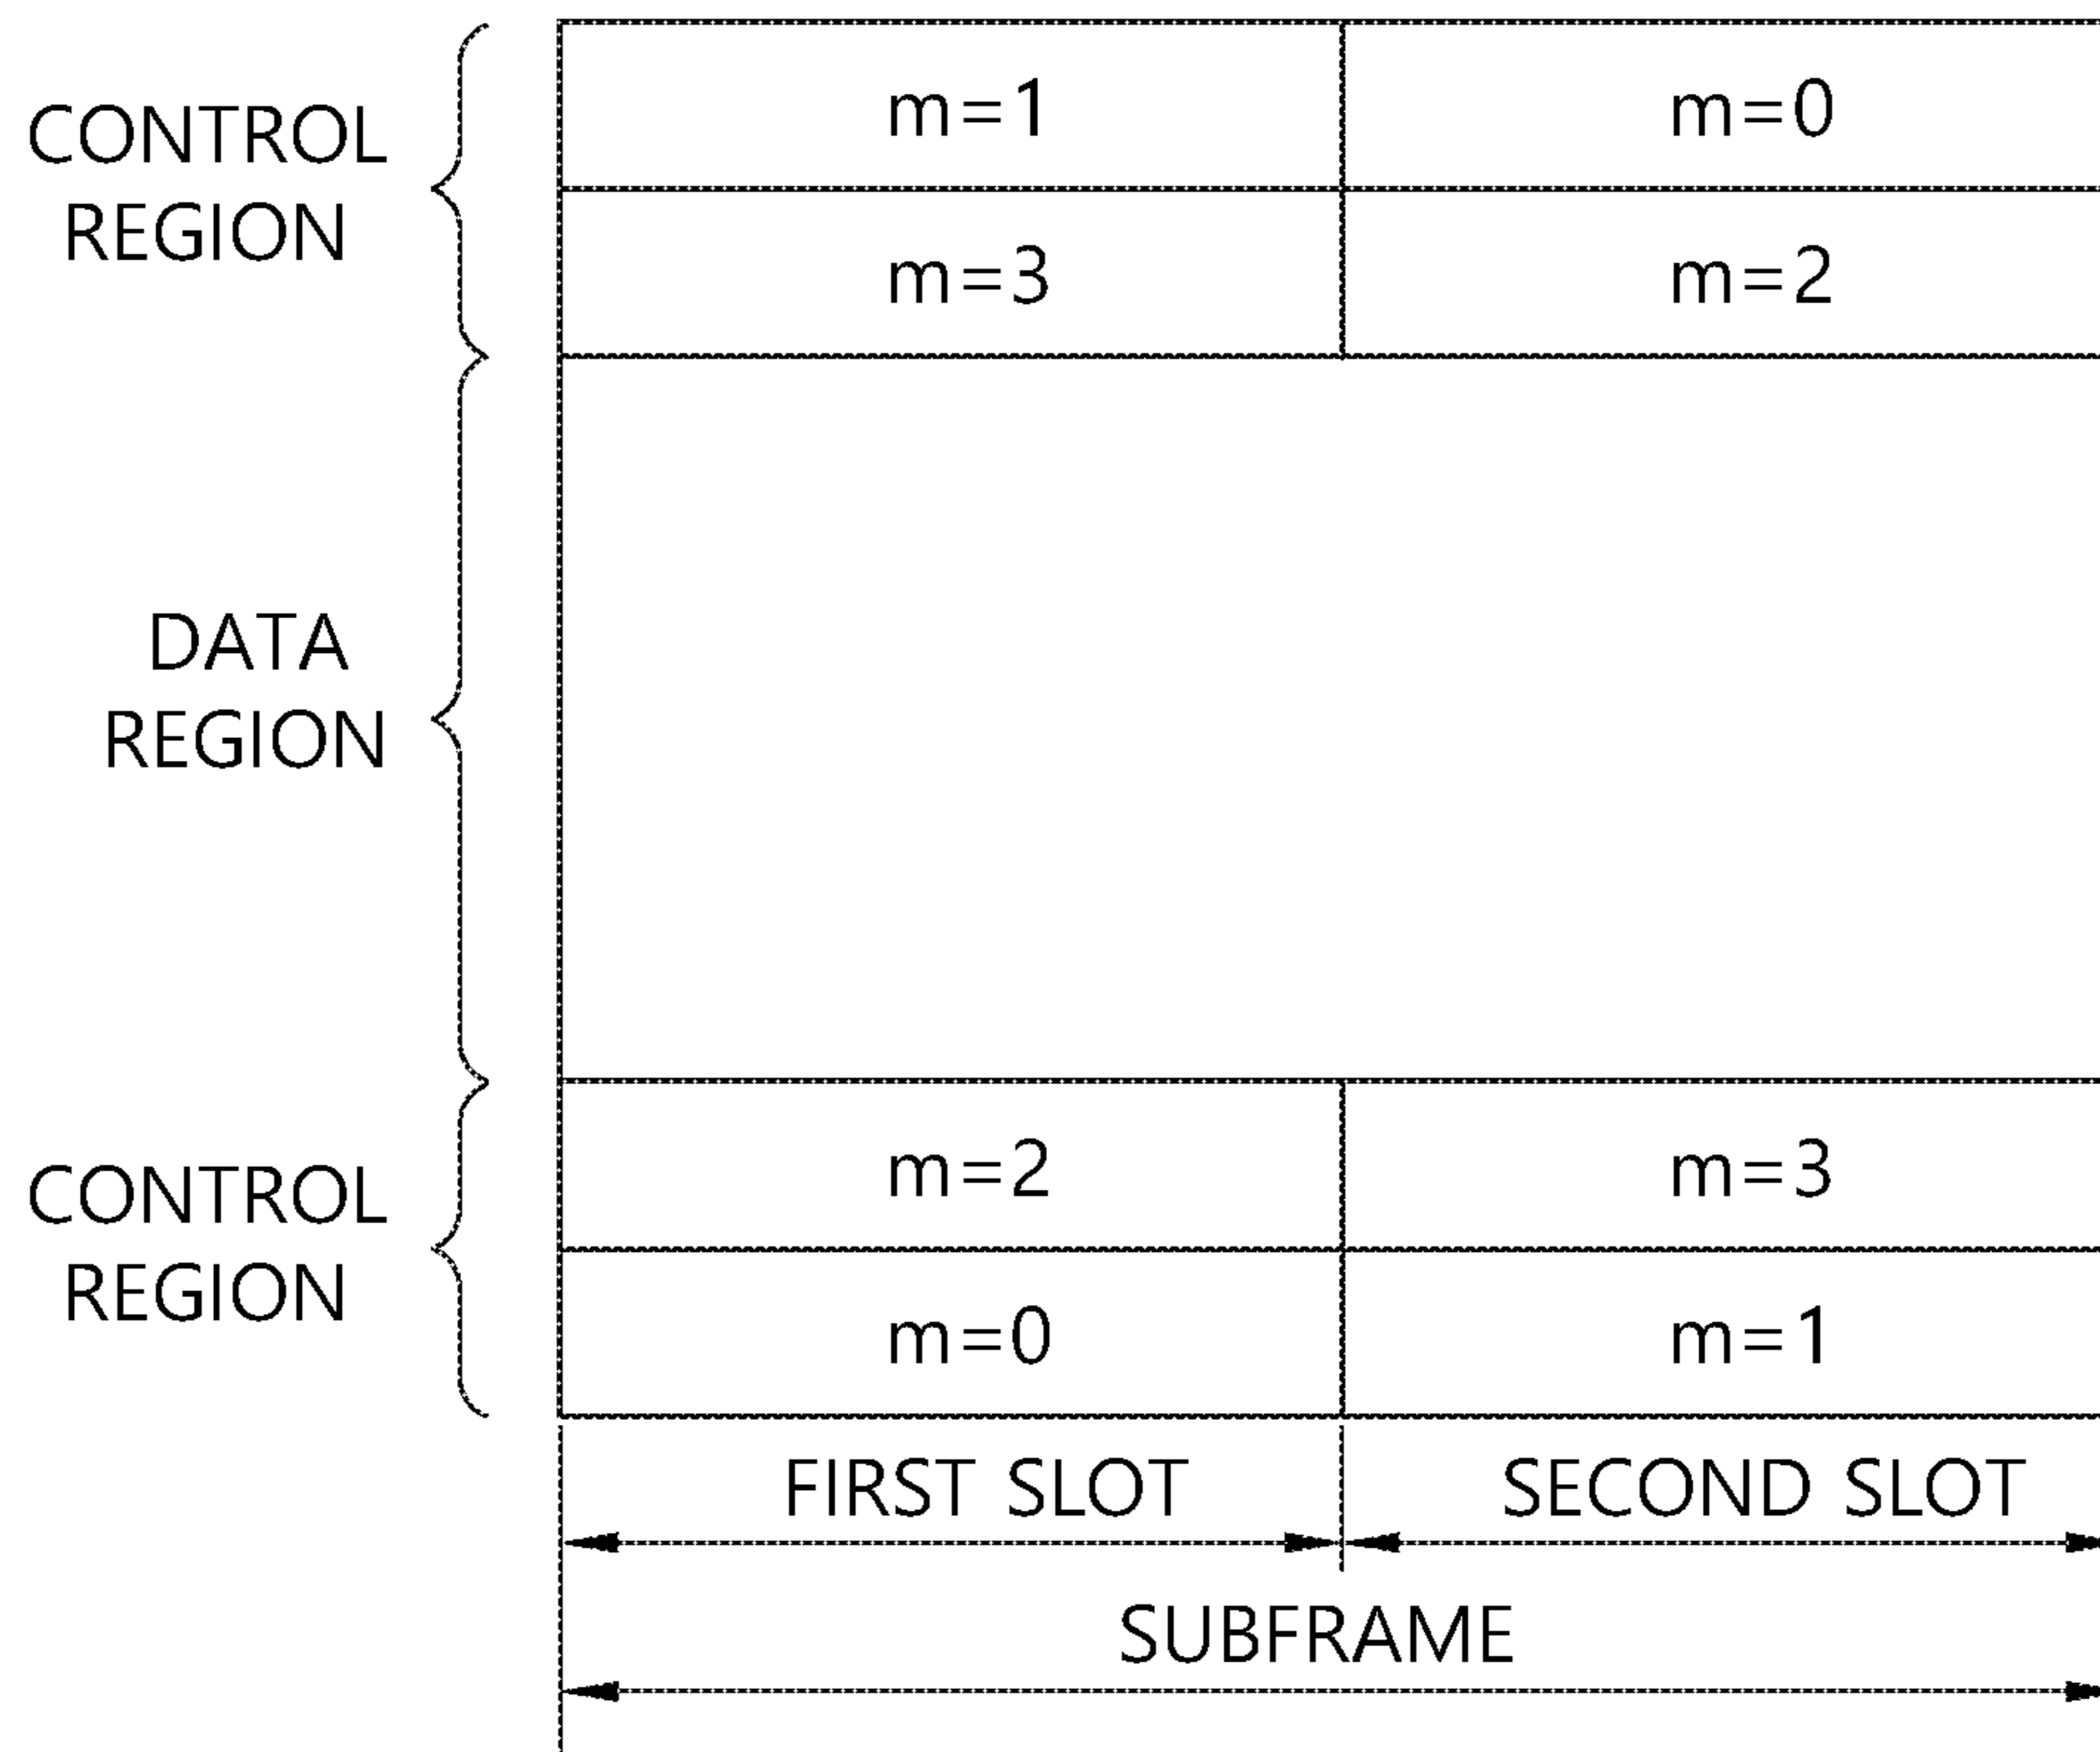 CONTROL
REGION
m=1
m=0
m=3
m=2
DATA
REGION
CONTROL
REGION
m=2
m=3
m=0
m=1
FIRST SLOT
SECOND SLOT
SUBFRAME